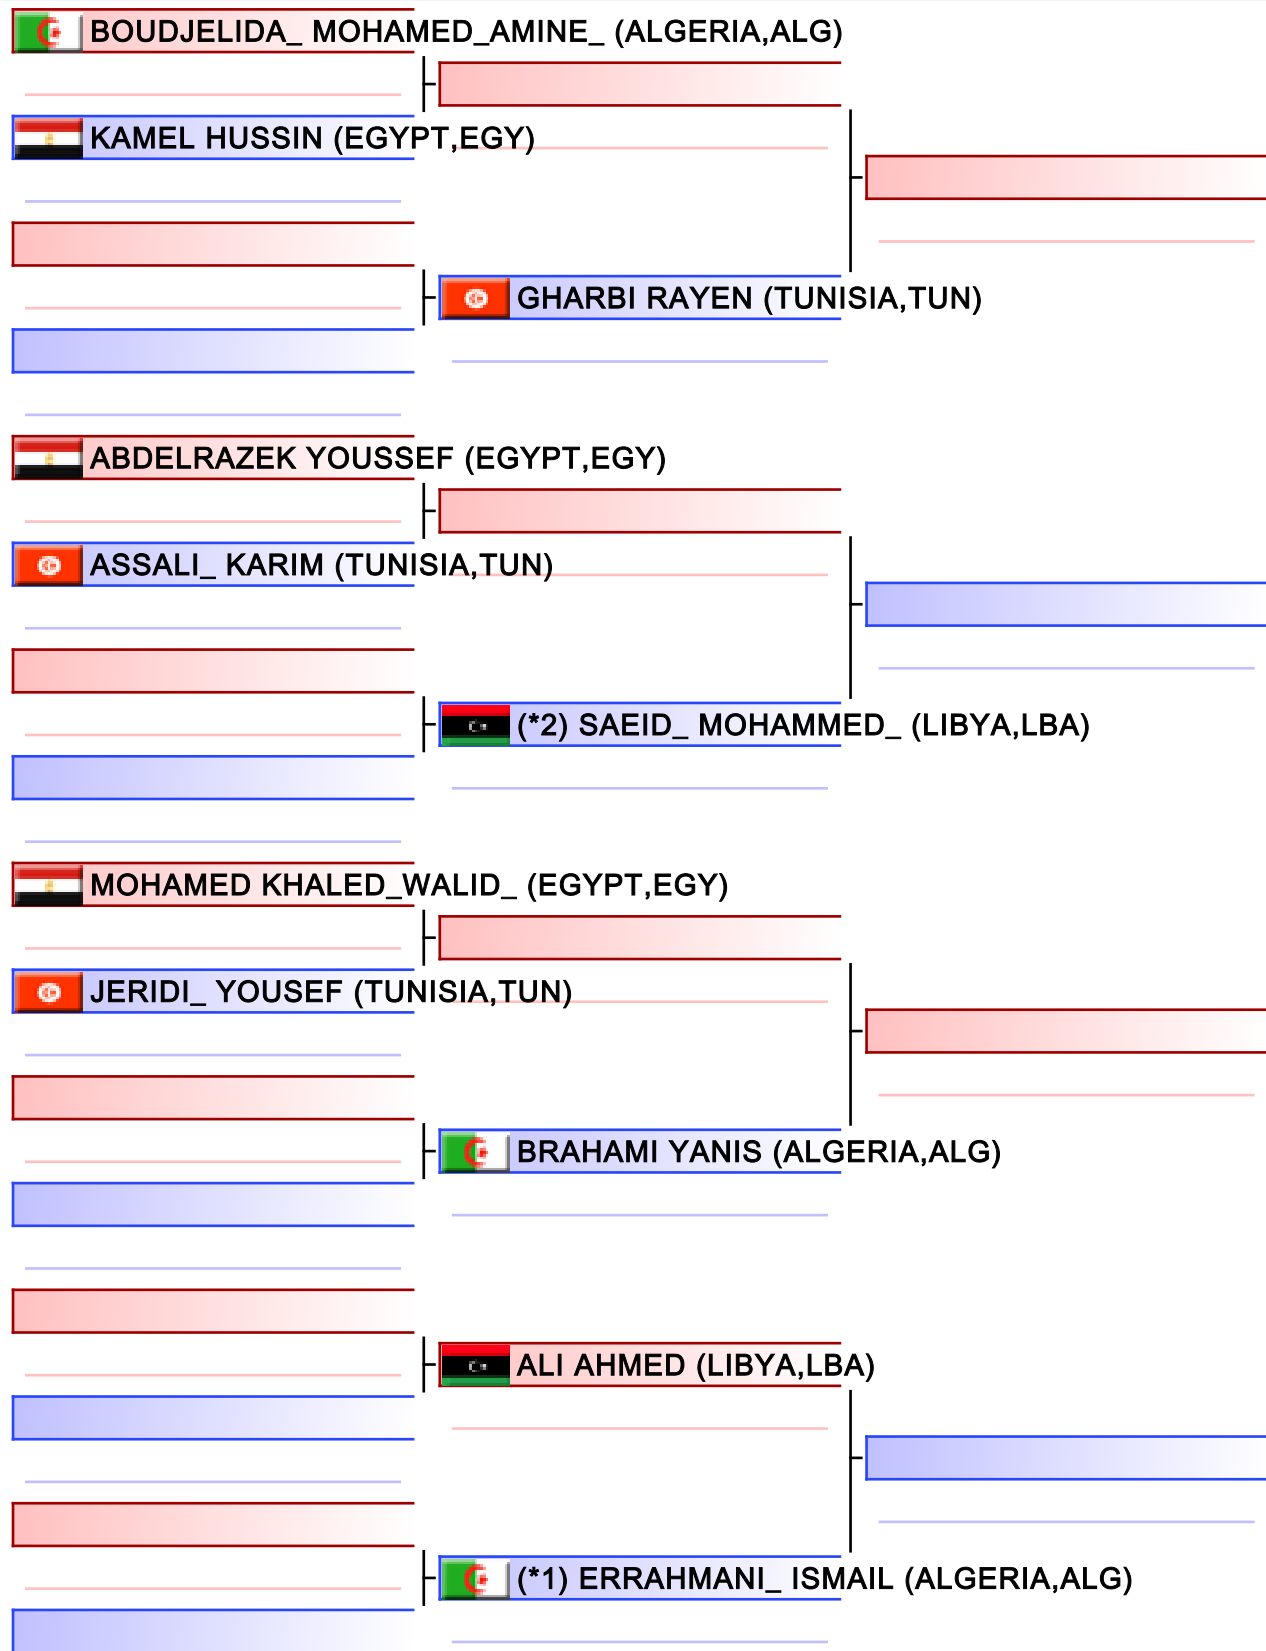 BOUDJELIDA_ MOHAMED_AMINE_ (ALGERIA,ALG)
KAMEL HUSSIN (EGYPT,EGY)
GHARBI RAYEN (TUNISIA,TUN)
ABDELRAZEK YOUSSEF (EGYPT,EGY)
ASSALI_ KARIM (TUNISIA,TUN)
(*2) SAEID_ MOHAMMED_ (LIBYA,LBA)
MOHAMED KHALED_WALID_ (EGYPT,EGY)
JERIDI_ YOUSEF (TUNISIA,TUN)
BRAHAMI YANIS (ALGERIA,ALG)
ALI AHMED (LIBYA,LBA)
(*1) ERRAHMANI_ ISMAIL (ALGERIA,ALG)